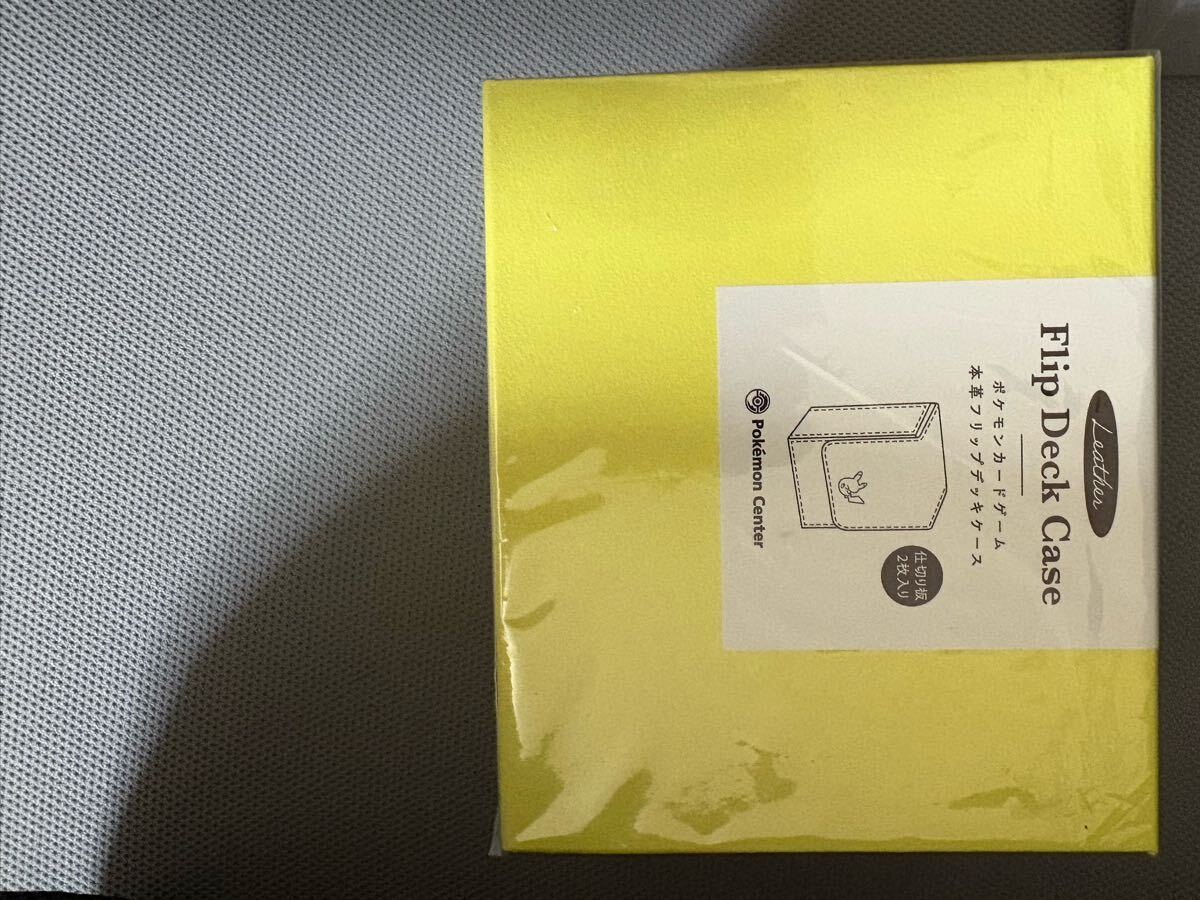 Leather
Flip Deck Case
ポケモンカードゲーム
本革フリップデッキケース
仕切り板
2枚入り
Pokémon Center